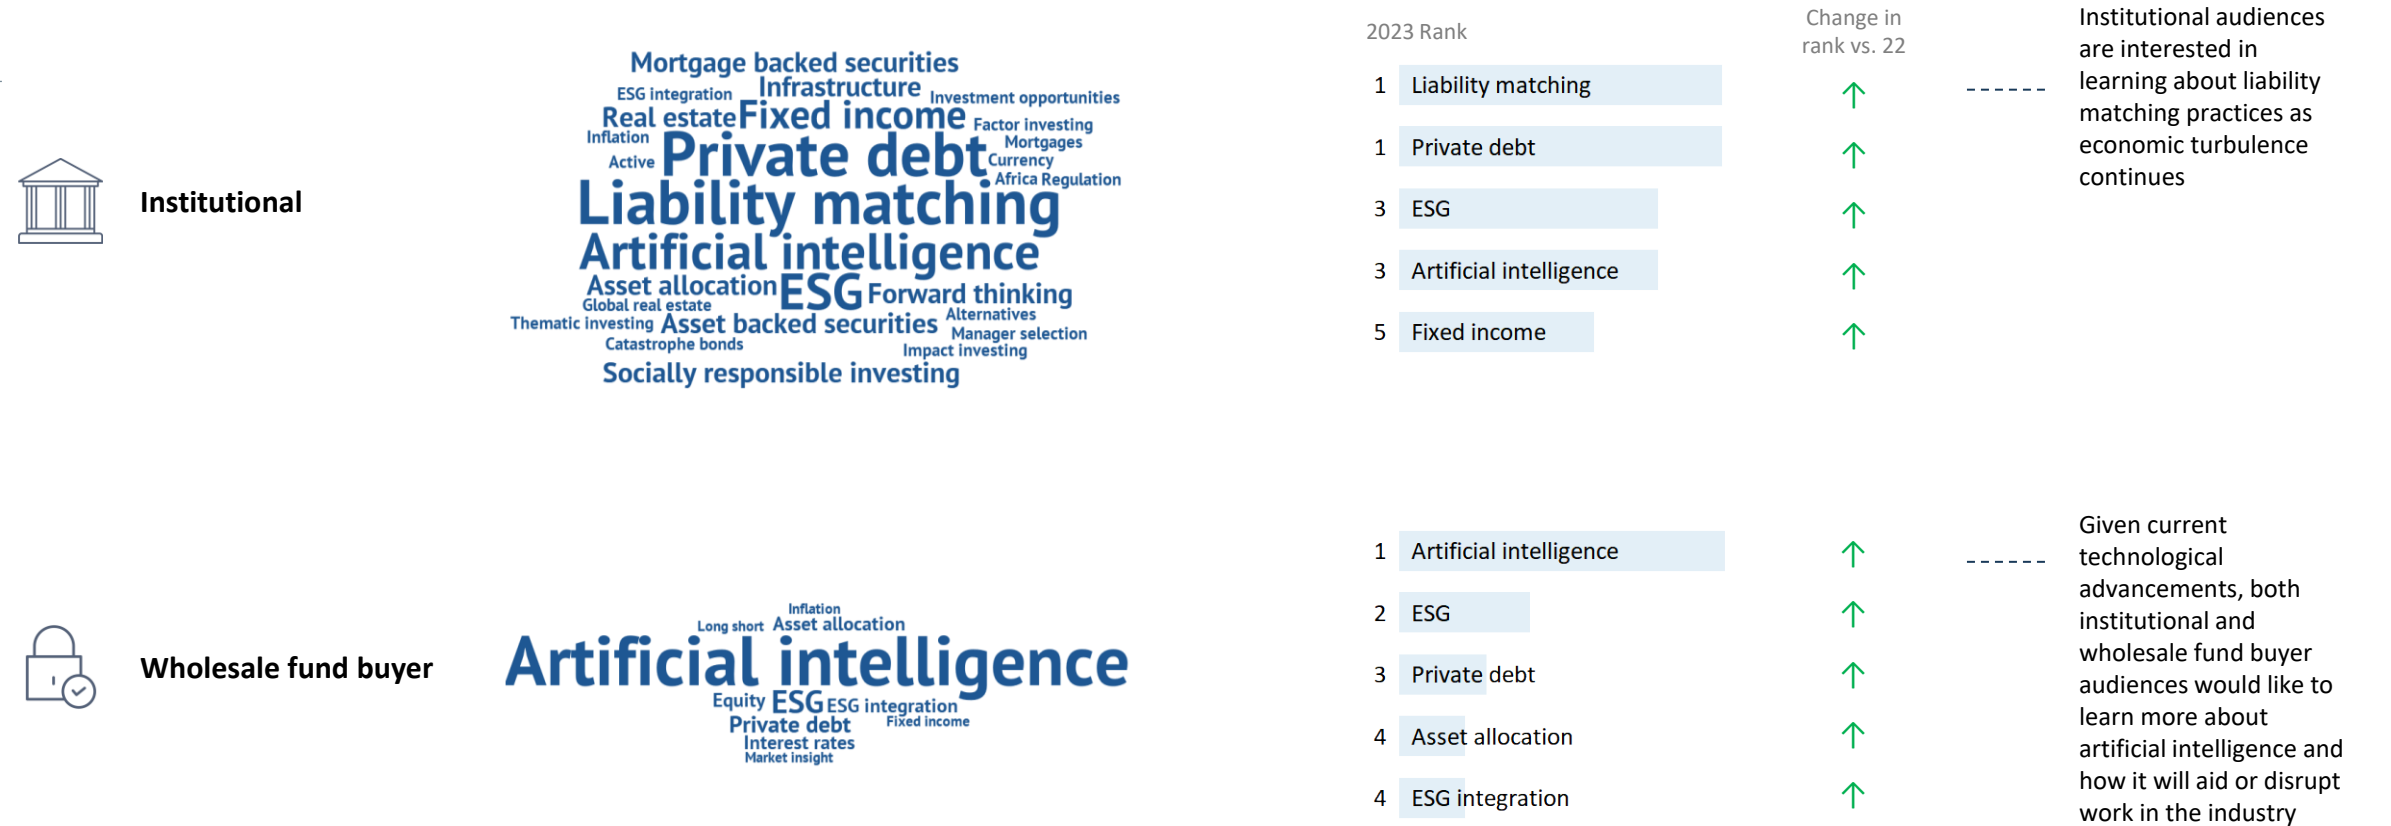 Institutional
Mortgage backed securities
ESG integration Infrastructure Investment opportunities
Real estate Fixed income Factor investing
Inflation Private debt Mortgages
Active Currency
Africa Regulation
Liability matching
Artificial intelligence
Asset allocation ESG Forward thinking
Global real estate Alternatives
Thematic investing Asset backed securities Manager selection
Catastrophe bonds Impact investing
Socially responsible investing
2023 Rank
Change in
rank vs. 22
1 Liability matching ↑
1 Private debt ↑
3 ESG ↑
3 Artificial intelligence ↑
5 Fixed income ↑
Institutional audiences
are interested in
learning about liability
matching practices as
economic turbulence
continues
Wholesale fund buyer
Inflation
Long short Asset allocation
Artificial intelligence
Equity ESG ESG integration
Private debt Fixed income
Interest rates
Market insight
1 Artificial intelligence ↑
2 ESG ↑
3 Private debt ↑
4 Asset allocation ↑
4 ESG integration ↑
Given current
technological
advancements, both
institutional and
wholesale fund buyer
audiences would like to
learn more about
artificial intelligence and
how it will aid or disrupt
work in the industry